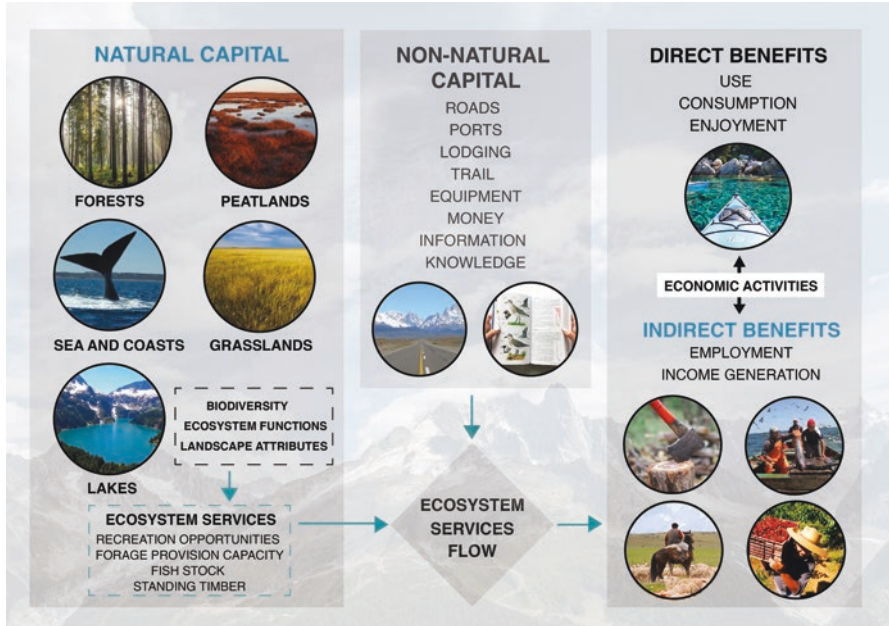 NATURAL CAPITAL
FORESTS
PEATLANDS
SEA AND COASTS
GRASSLANDS
LAKES
BIODIVERSITY
ECOSYSTEM FUNCTIONS
LANDSCAPE ATTRIBUTES
ECOSYSTEM SERVICES
RECREATION OPPORTUNITIES
FORAGE PROVISION CAPACITY
FISH STOCK
STANDING TIMBER
NON-NATURAL
CAPITAL
ROADS
PORTS
LODGING
TRAIL
EQUIPMENT
MONEY
INFORMATION
KNOWLEDGE
ECOSYSTEM
SERVICES
FLOW
DIRECT BENEFITS
USE
CONSUMPTION
ENJOYMENT
ECONOMIC ACTIVITIES
INDIRECT BENEFITS
EMPLOYMENT
INCOME GENERATION